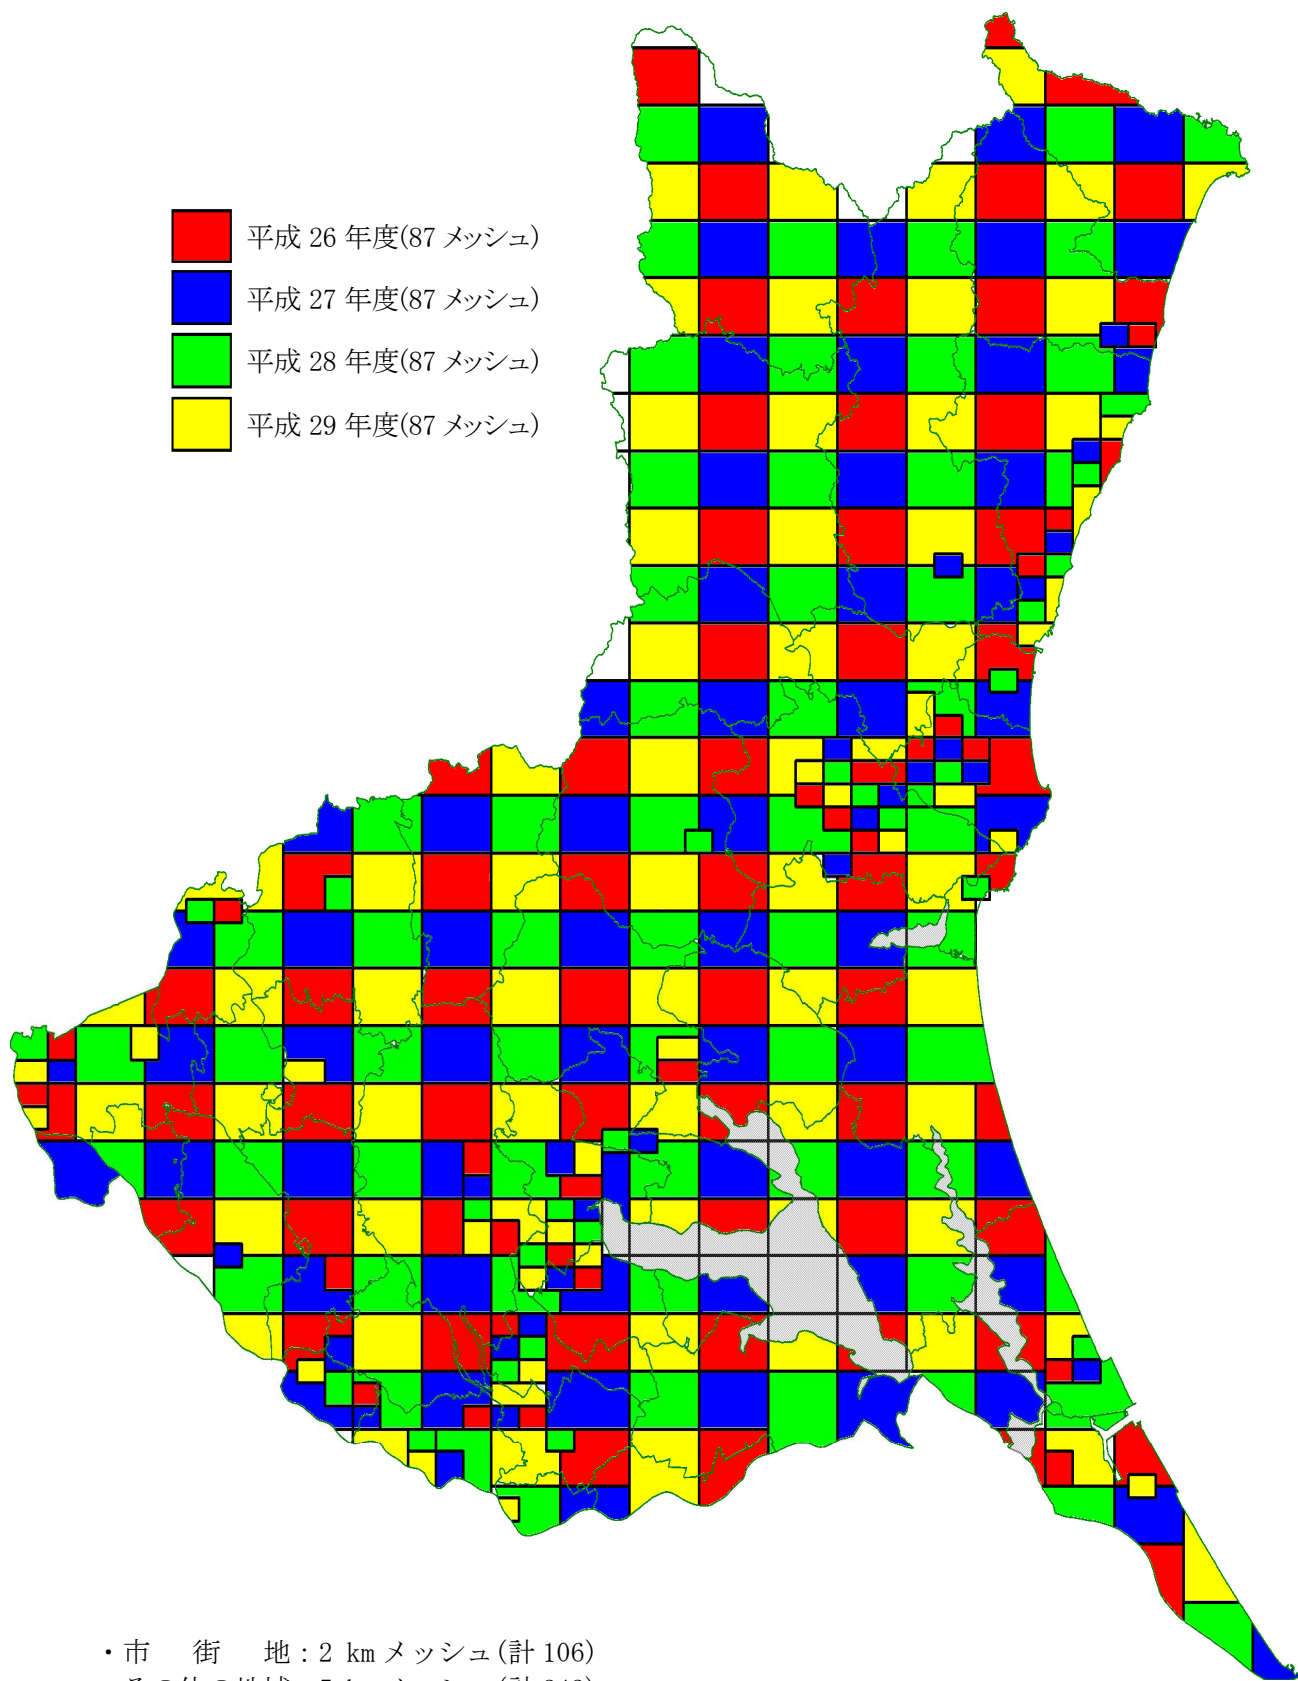 平成 26 年度(87 メッシュ)
平成 27 年度(87 メッシュ)
平成 28 年度(87 メッシュ)
平成 29 年度(87 メッシュ)
・市 街 地:2 kmメッシュ(計 106)